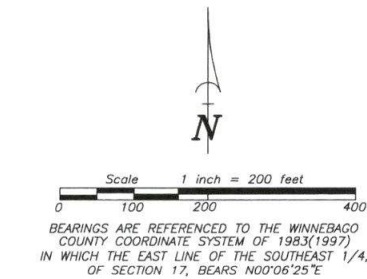 N
Scale 1 inch = 200 feet
0 100 200 400
BEARINGS ARE REFERENCED TO THE WINNEBAGO
COUNTY COORDINATE SYSTEM OF 1983(1997)
IN WHICH THE EAST LINE OF THE SOUTHEAST 1/4,
OF SECTION 17, BEARS N0°06'25"E